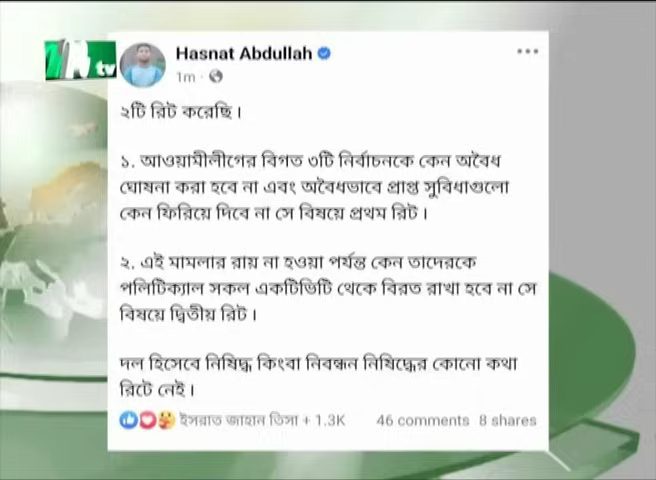 NTV tv
Hasnat Abdullah
1m ·
২টি রিট করেছি।
১. আওয়ামীলীগের বিগত ৩টি নির্বাচনকে কেন অবৈধ
ঘোষনা করা হবে না এবং অবৈধভাবে প্রাপ্ত সুবিধাগুলো
কেন ফিরিয়ে দিবে না সে বিষয়ে প্রথম রিট।
২. এই মামলার রায় না হওয়া পর্যন্ত কেন তাদেরকে
পলিটিক্যাল সকল একটিভিটি থেকে বিরত রাখা হবে না সে
বিষয়ে দ্বিতীয় রিট।
দল হিসেবে নিষিদ্ধ কিংবা নিবন্ধন নিষিদ্ধের কোনো কথা
রিটে নেই।
ইসরাত জাহান তিসা + 1.3K 46 comments 8 shares